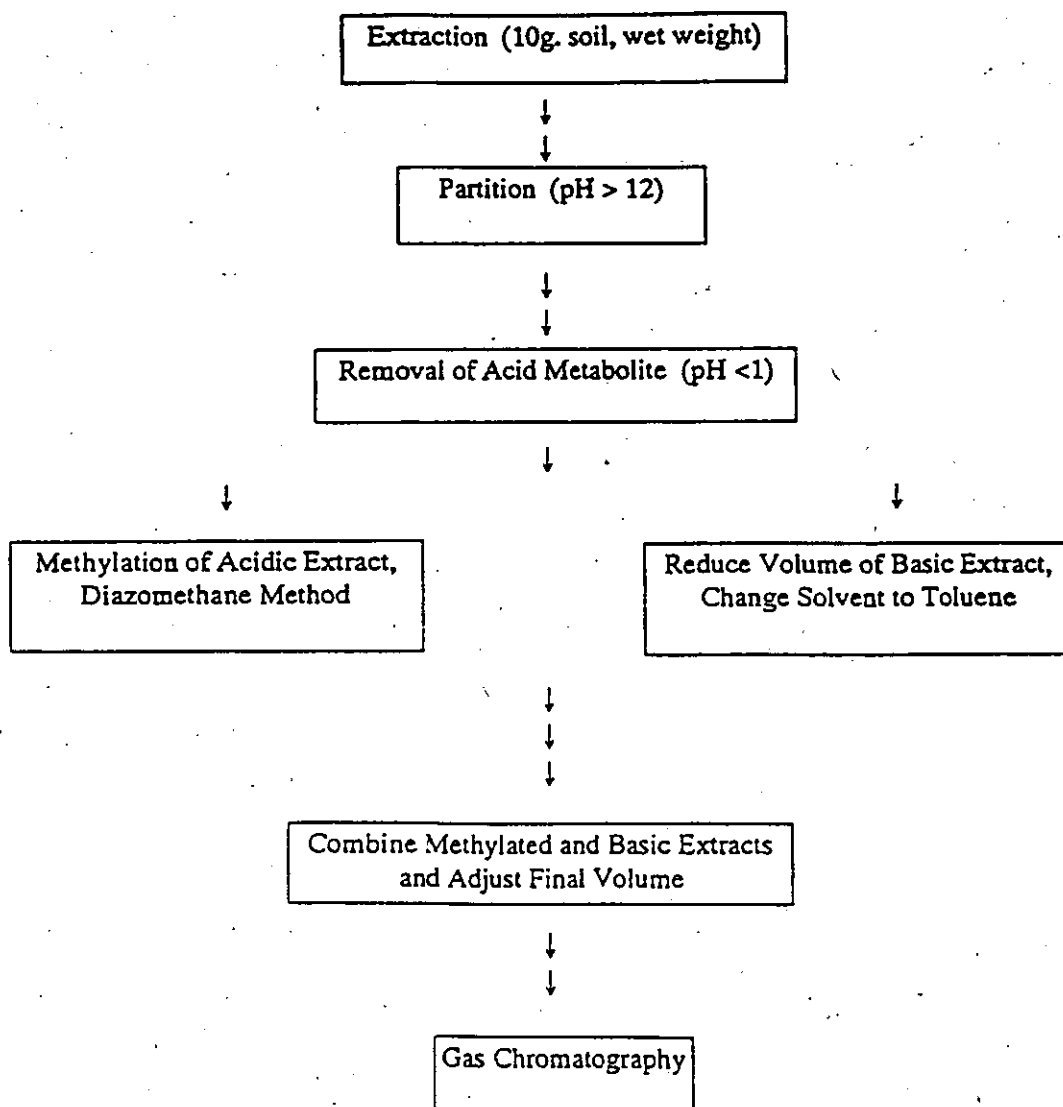 Extraction (10g. soil, wet weight)
Partition (pH > 12)
Removal of Acid Metabolite (pH <1)
Methylation of Acidic Extract,
Diazomethane Method
Reduce Volume of Basic Extract,
Change Solvent to Toluene
Combine Methylated and Basic Extracts
and Adjust Final Volume
Gas Chromatography